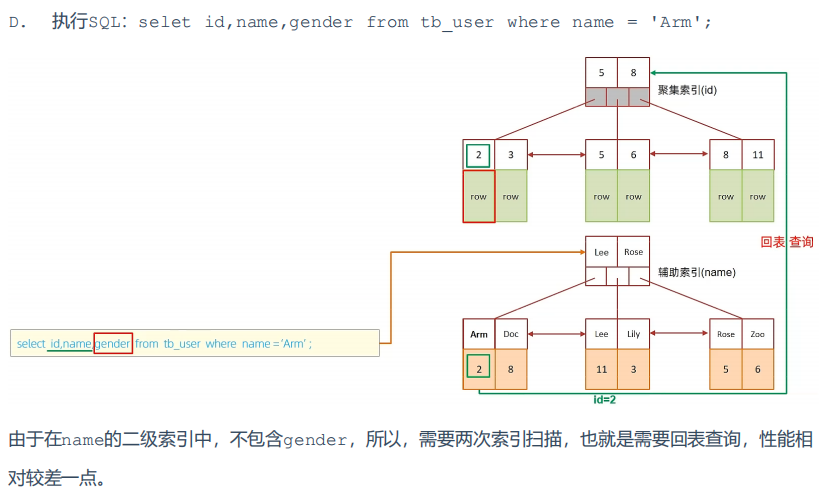 D. 执行SQL：selet id,name,gender from tb_user where name = 'Arm';
5 8
聚集索引(id)
2 3 5 6 8 11
row row row row row row
回表 查询
Lee Rose
辅助索引(name)
Arm Doc Lee Lily Rose Zoo
select id,name,gender from tb_user where name = 'Arm' ;
2 8 11 3 5 6
id=2
由于在name的二级索引中，不包含gender，所以，需要两次索引扫描，也就是需要回表查询，性能相
对较差一点。